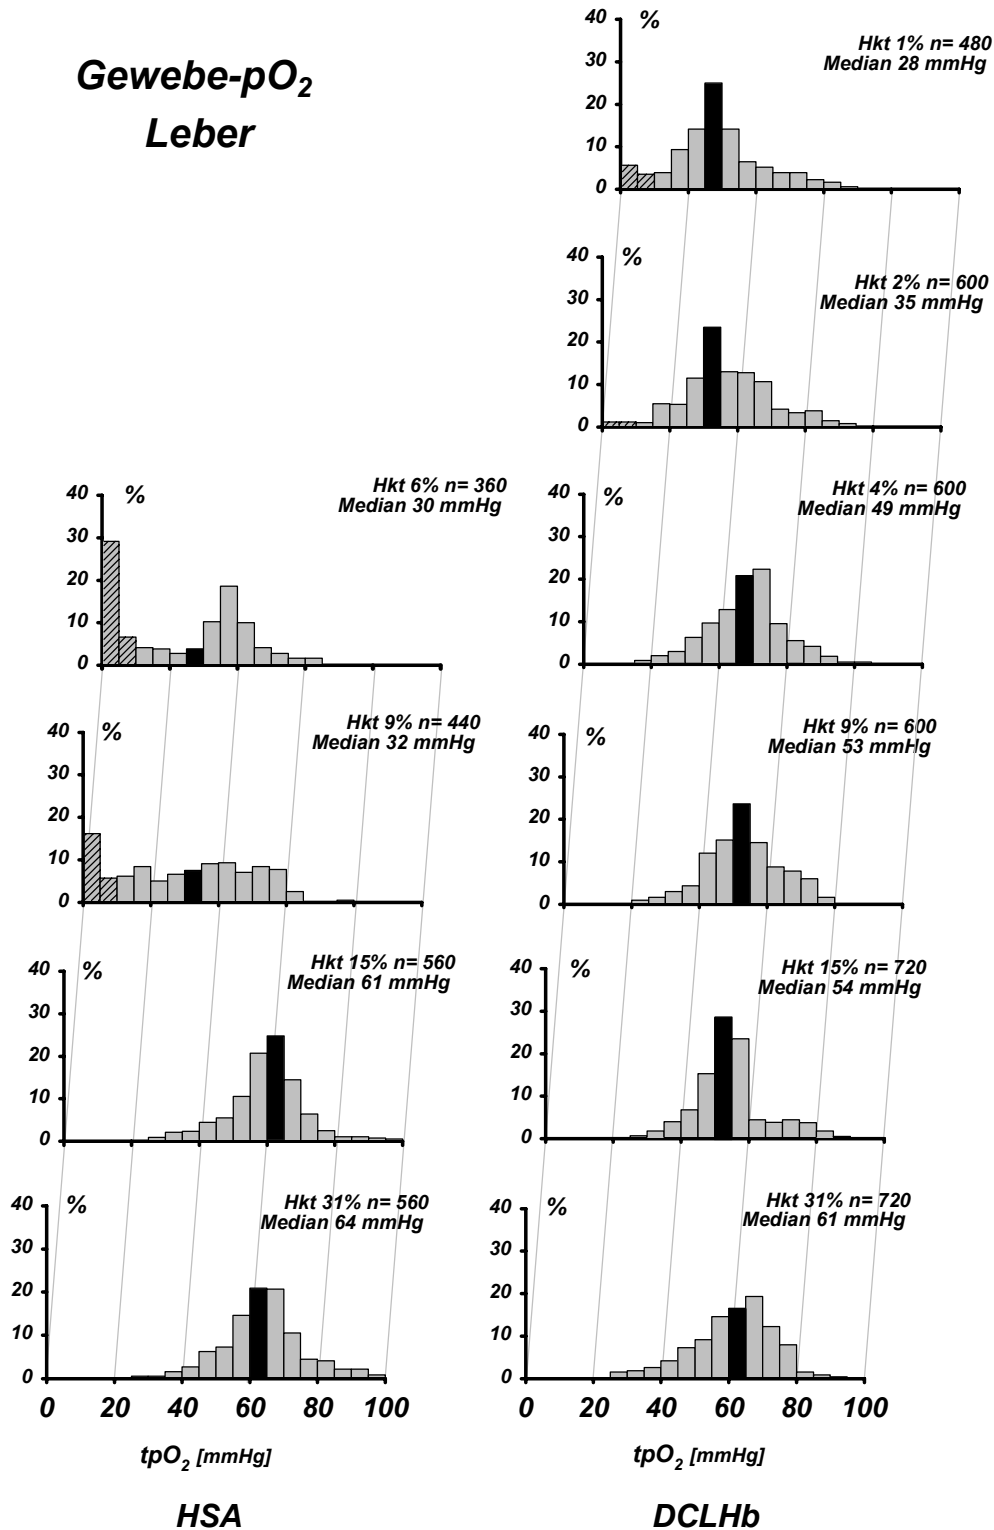 Gewebe-pO2
Leber
%
Hkt 1% n= 480
Median 28 mmHg
40
30
20
10
0
%
Hkt 2% n= 600
Median 35 mmHg
40
30
20
10
0
%
Hkt 6% n= 360
Median 30 mmHg
40
30
20
10
0
%
Hkt 4% n= 600
Median 49 mmHg
40
30
20
10
0
%
Hkt 9% n= 440
Median 32 mmHg
40
30
20
10
0
%
Hkt 9% n= 600
Median 53 mmHg
40
30
20
10
0
%
Hkt 15% n= 560
Median 61 mmHg
40
30
20
10
0
%
Hkt 15% n= 720
Median 54 mmHg
40
30
20
10
0
%
Hkt 31% n= 560
Median 64 mmHg
40
30
20
10
0
0 20 40 60 80 100
tpO2 [mmHg]
HSA
%
Hkt 31% n= 720
Median 61 mmHg
40
30
20
10
0
0 20 40 60 80 100
tpO2 [mmHg]
DCLHb